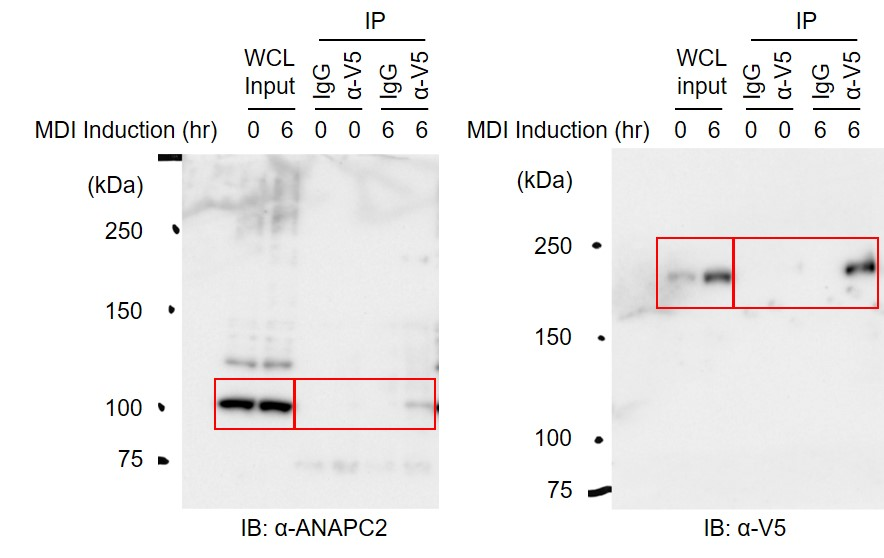 IP
WCL
Input
IgG
α-V5
IgG
α-V5
MDI Induction (hr) 0 6 0 0 6 6
(kDa)
250
150
100
75
IB: α-ANAPC2
IP
WCL
input
IgG
α-V5
IgG
α-V5
MDI Induction (hr) 0 6 0 0 6 6
(kDa)
250
150
100
75
IB: α-V5